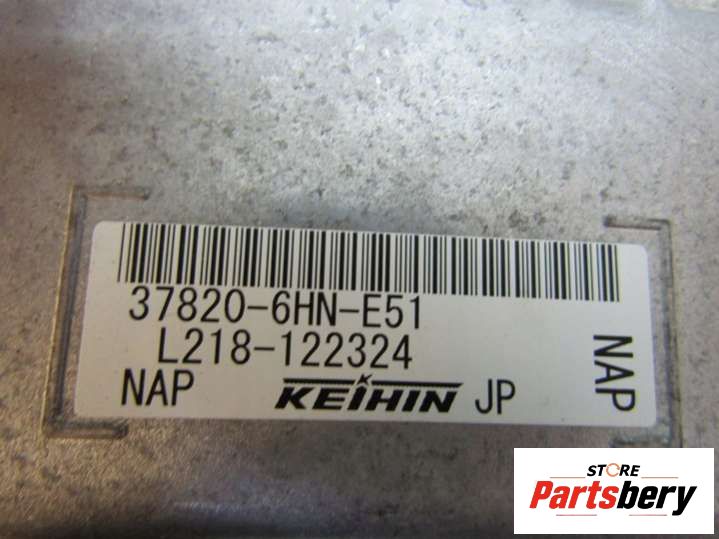 37820-6HN-E51
L218-122324
NAP
KEIHIN JP
NAP
STORE
Partsbery